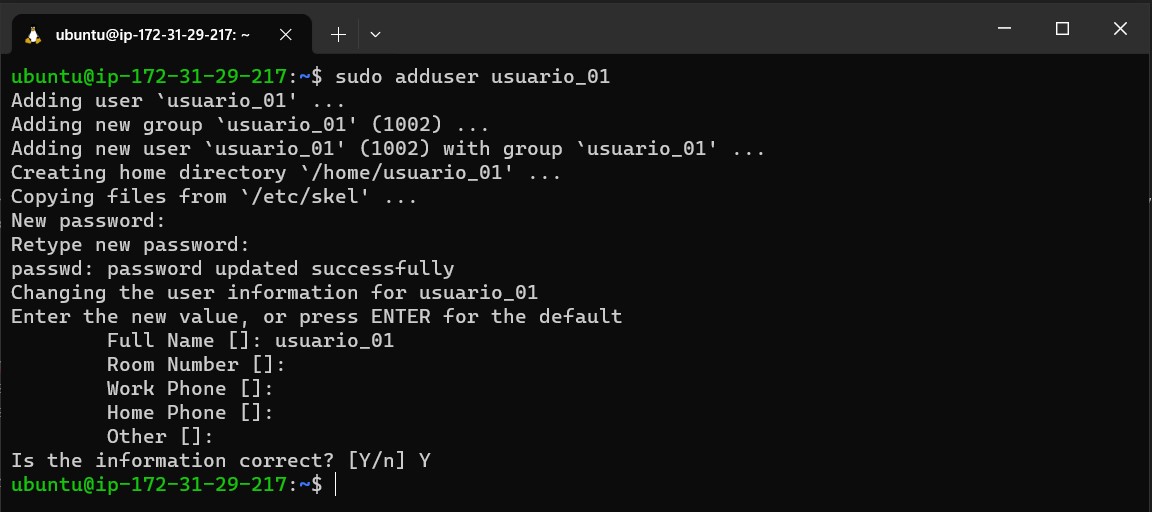 ubuntu@ip-172-31-29-217: ~
ubuntu@ip-172-31-29-217:~$ sudo adduser usuario_01
Adding user `usuario_01' ...
Adding new group `usuario_01' (1002) ...
Adding new user `usuario_01' (1002) with group `usuario_01' ...
Creating home directory `/home/usuario_01' ...
Copying files from `/etc/skel' ...
New password:
Retype new password:
passwd: password updated successfully
Changing the user information for usuario_01
Enter the new value, or press ENTER for the default
        Full Name []: usuario_01
        Room Number []:
        Work Phone []:
        Home Phone []:
        Other []:
Is the information correct? [Y/n] Y
ubuntu@ip-172-31-29-217:~$